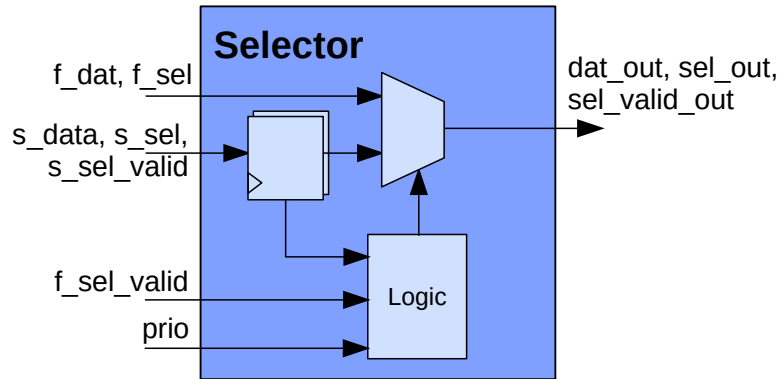 Selector
f_dat, f_sel
s_data, s_sel,
s_sel_valid
f_sel_valid
prio
Logic
dat_out, sel_out,
sel_valid_out